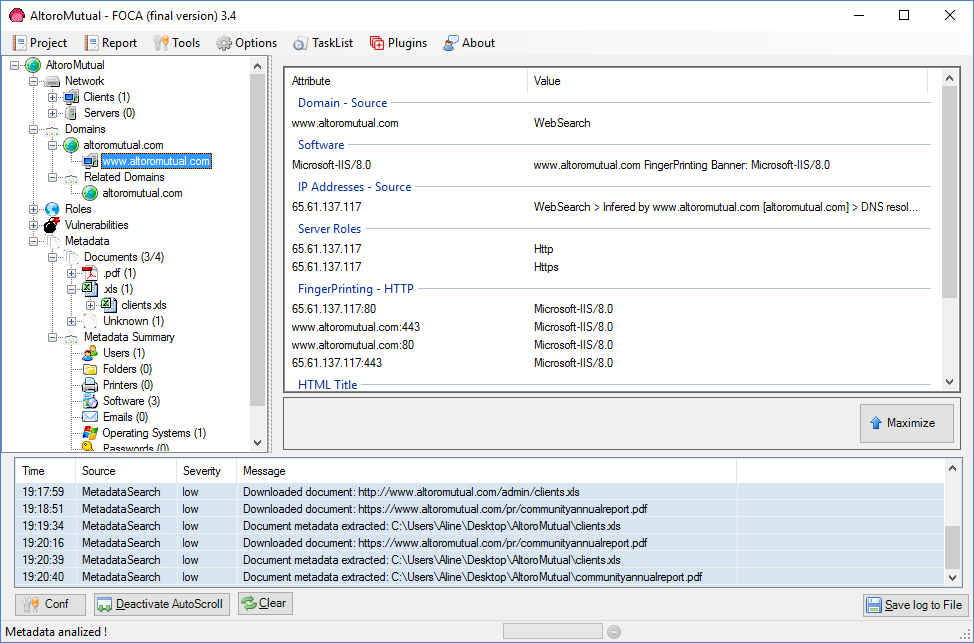 AltoroMutual - FOCA (final version) 3.4
Project Report Tools Options TaskList Plugins About
AltoroMutual
Network
Clients (1)
Servers (0)
Domains
altoromutual.com
www.altoromutual.com
Related Domains
altoromutual.com
Roles
Vulnerabilities
Metadata
Documents (3/4)
.pdf (1)
.xls (1)
clients.xls
Unknown (1)
Metadata Summary
Users (1)
Folders (0)
Printers (0)
Software (3)
Emails (0)
Operating Systems (1)
Passwords (0)
Attribute Value
Domain - Source
www.altoromutual.com WebSearch
Software
Microsoft-IIS/8.0 www.altoromutual.com FingerPrinting Banner: Microsoft-IIS/8.0
IP Addresses - Source
65.61.137.117 WebSearch > Infered by www.altoromutual.com [altoromutual.com] > DNS resol...
Server Roles
65.61.137.117 Http
65.61.137.117 Https
FingerPrinting - HTTP
65.61.137.117:80 Microsoft-IIS/8.0
www.altoromutual.com:443 Microsoft-IIS/8.0
www.altoromutual.com:80 Microsoft-IIS/8.0
65.61.137.117:443 Microsoft-IIS/8.0
HTML Title
Maximize
Time Source Severity Message
19:17:59 MetadataSearch low Downloaded document: http://www.altoromutual.com/admin/clients.xls
19:18:51 MetadataSearch low Downloaded document: https://www.altoromutual.com/pr/communityannualreport.pdf
19:19:34 MetadataSearch low Document metadata extracted: C:\Users\Aline\Desktop\AltoroMutual\clients.xls
19:20:16 MetadataSearch low Downloaded document: https://www.altoromutual.com/pr/communityannualreport.pdf
19:20:39 MetadataSearch low Document metadata extracted: C:\Users\Aline\Desktop\AltoroMutual\clients.xls
19:20:40 MetadataSearch low Document metadata extracted: C:\Users\Aline\Desktop\AltoroMutual\communityannualreport.pdf
Conf Deactivate AutoScroll Clear Save log to File
Metadata analized !